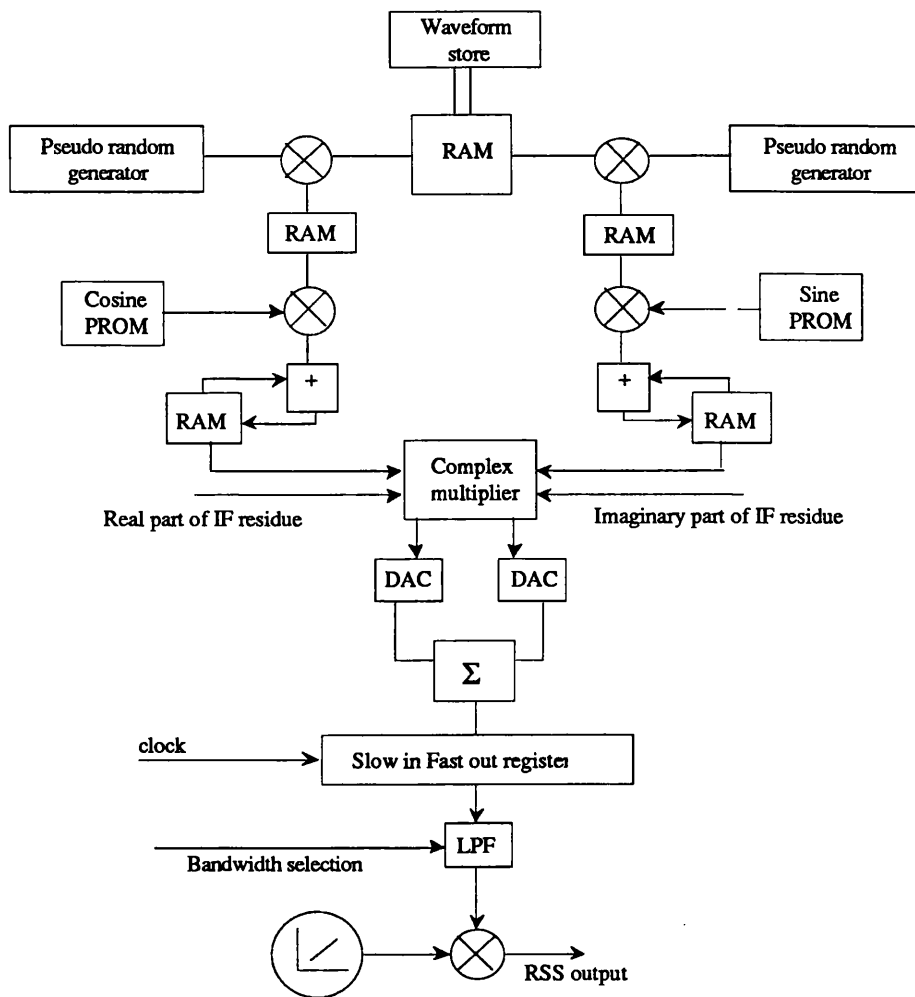 Waveform
store
Pseudo random
generator
RAM
Pseudo random
generator
RAM
RAM
Cosine
PROM
Sine
PROM
+
+
RAM
RAM
Complex
multiplier
Real part of IF residue
Imaginary part of IF residue
DAC
DAC
Σ
clock
Slow in Fast out register
LPF
Bandwidth selection
RSS output